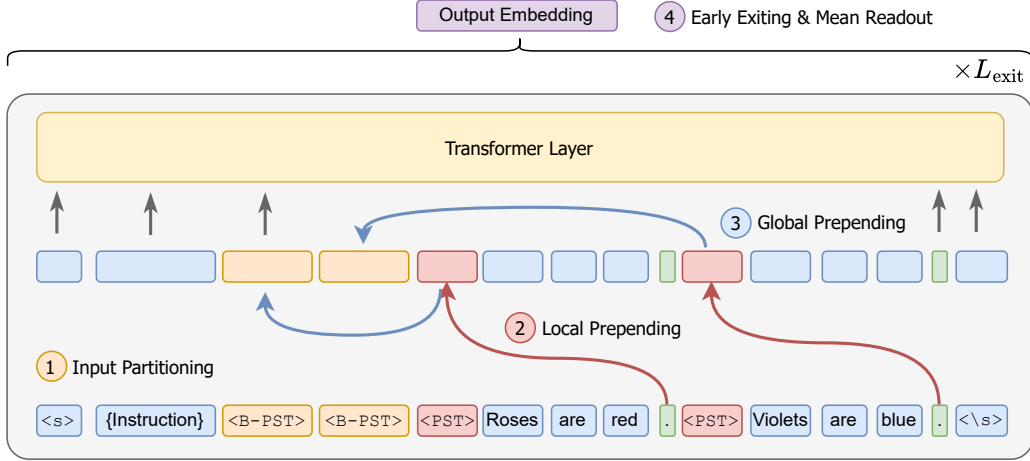 Output Embedding
4 Early Exiting & Mean Readout
×L_exit
Transformer Layer
3 Global Prepending
2 Local Prepending
1 Input Partitioning
<s> {Instruction} <B-PST> <B-PST> <PST> Roses are red . <PST> Violets are blue . <\s>